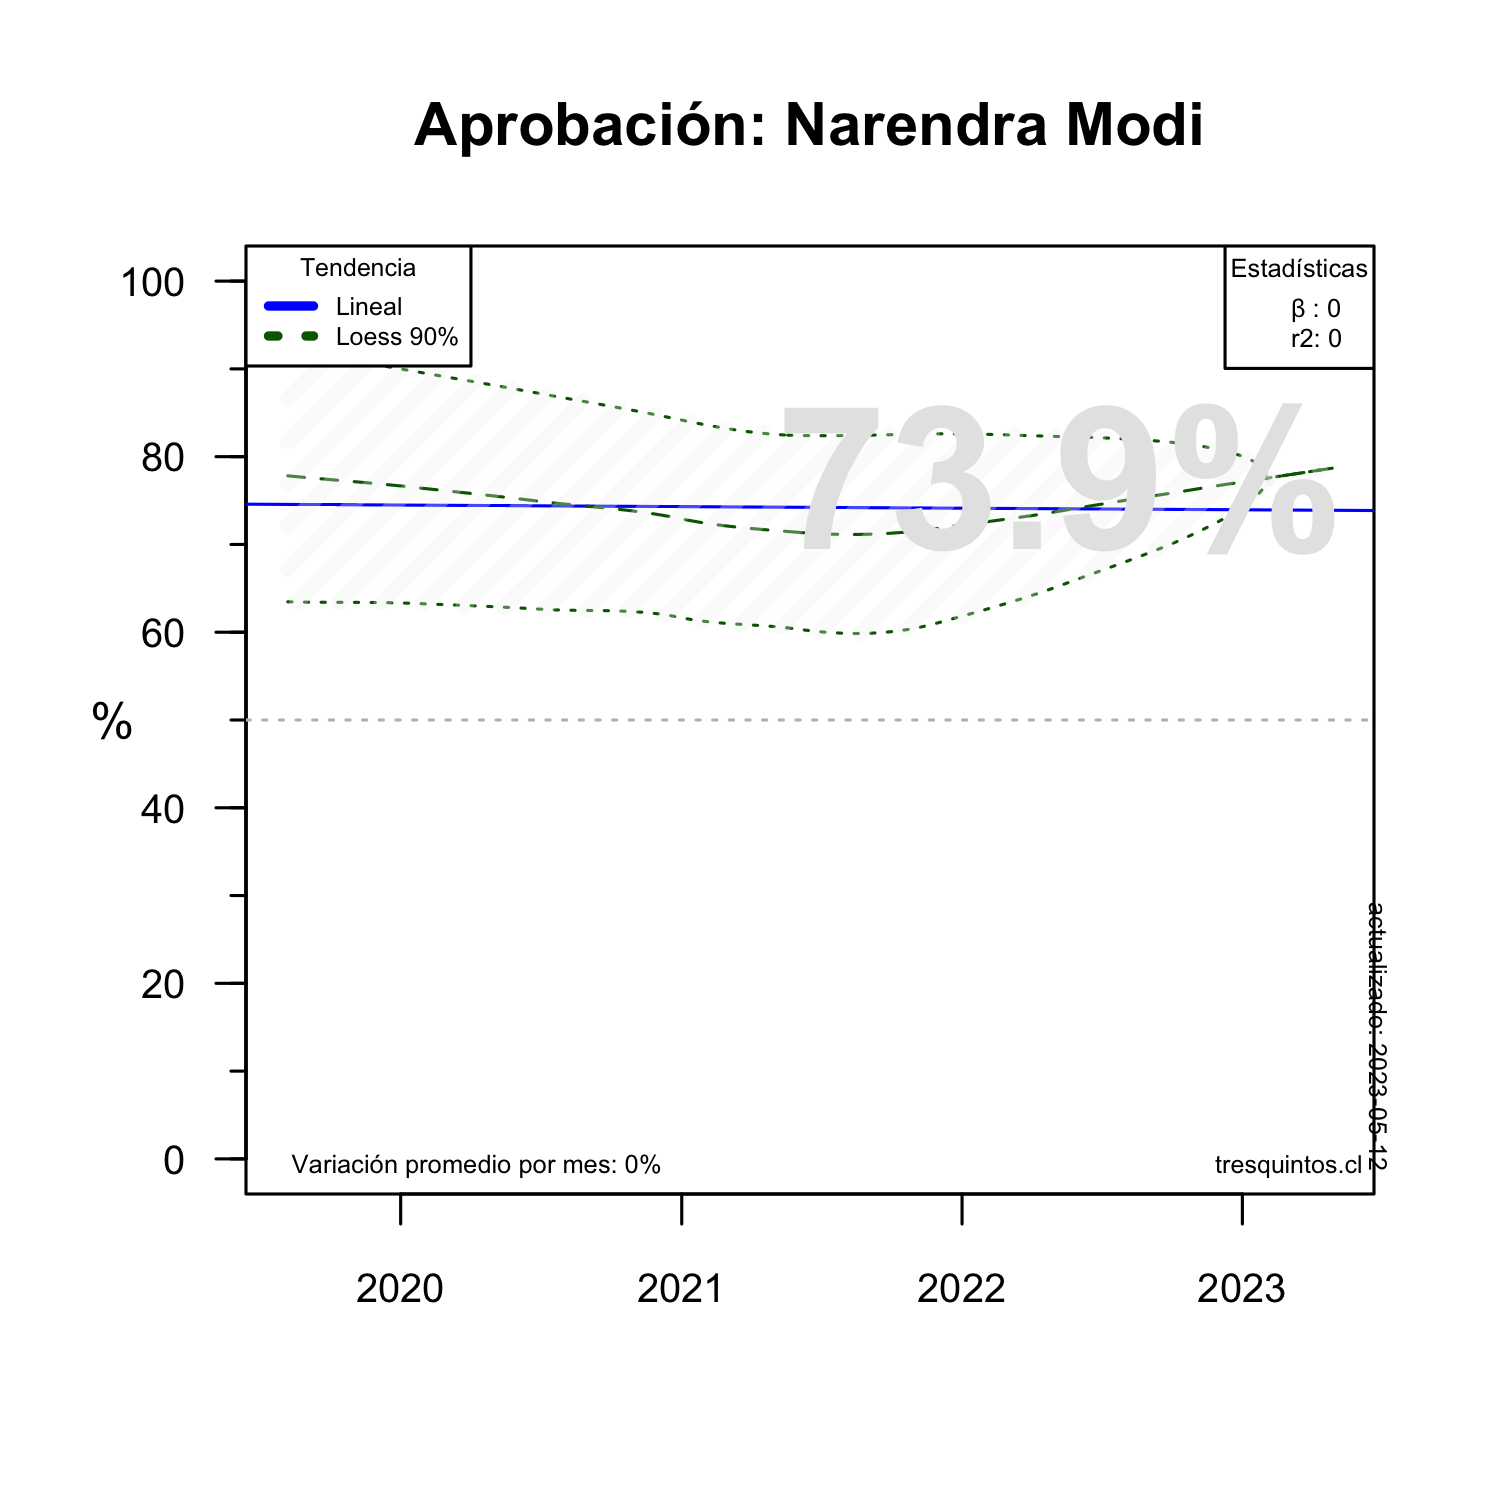 Aprobación: Narendra Modi
Tendencia
Lineal
Loess 90%
Estadísticas
β : 0
r2: 0
73.9%
100
80
60
%
40
20
0
actualizado: 2023-05-12
Variación promedio por mes: 0%
tresquintos.cl
2020
2021
2022
2023